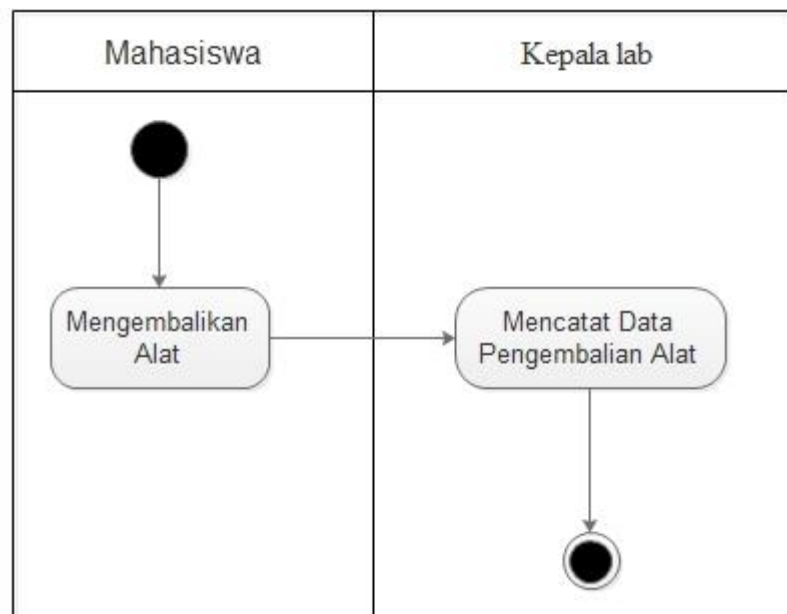 Mahasiswa
Kepala lab
Mengembalikan
Alat
Mencatat Data
Pengembalian Alat